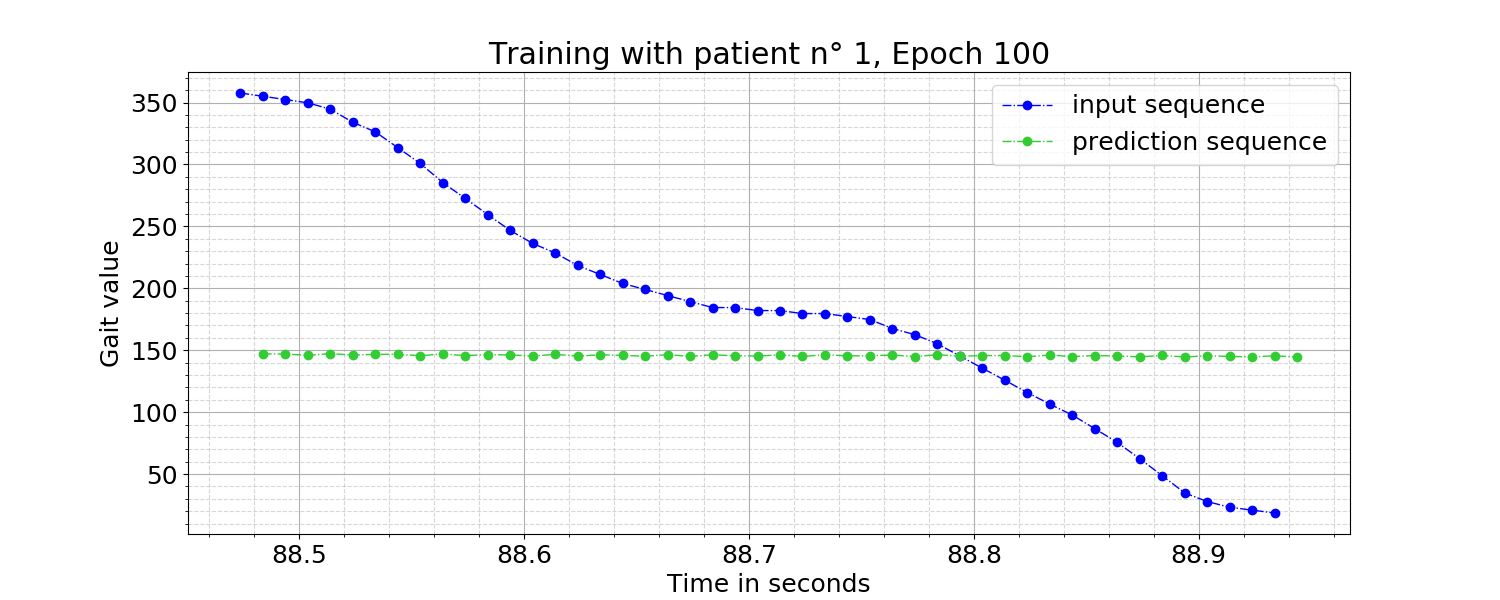 Training with patient n° 1, Epoch 100
input sequence
prediction sequence
Gait value
350
300
250
200
150
100
50
88.5 88.6 88.7 88.8 88.9
Time in seconds